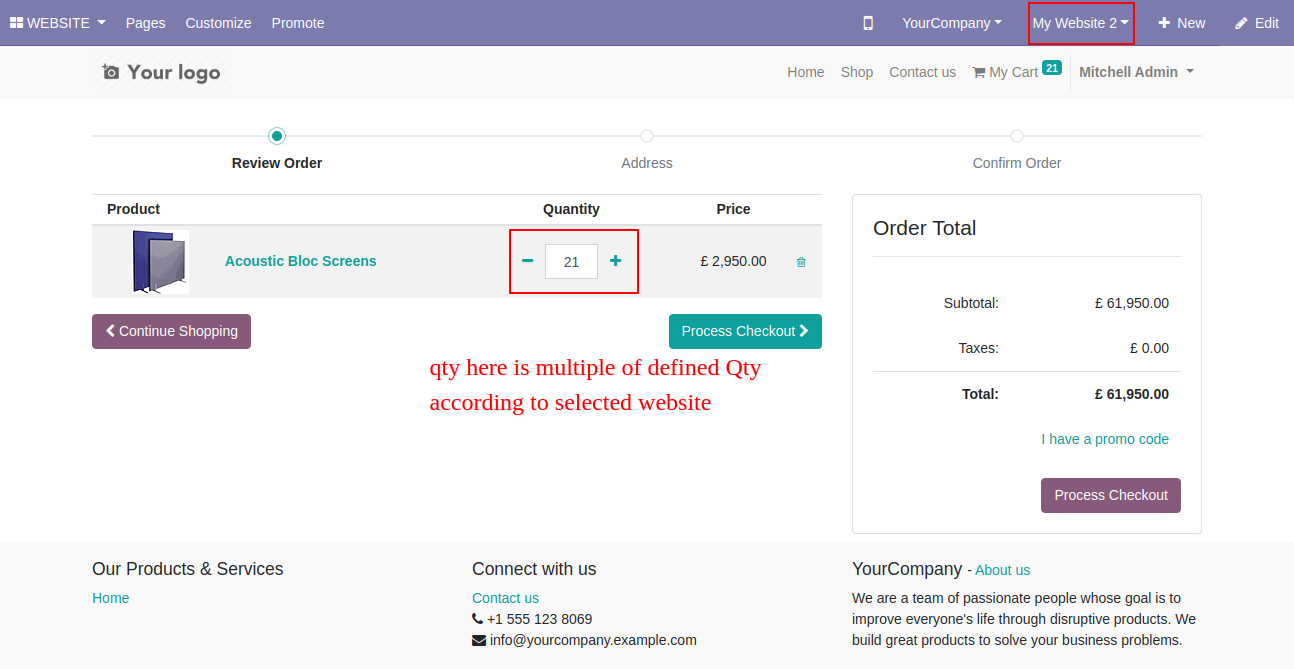 WEBSITE Pages Customize Promote YourCompany My Website 2 New Edit
Your logo Home Shop Contact us My Cart 21 Mitchell Admin
Review Order Address Confirm Order
Product Quantity Price
Acoustic Bloc Screens 21 £ 2,950.00
Continue Shopping Process Checkout
qty here is multiple of defined Qty
according to selected website
Order Total
Subtotal: £ 61,950.00
Taxes: £ 0.00
Total: £ 61,950.00
I have a promo code
Process Checkout
Our Products & Services
Home
Connect with us
Contact us
+1 555 123 8069
info@yourcompany.example.com
YourCompany - About us
We are a team of passionate people whose goal is to
improve everyone's life through disruptive products. We
build great products to solve your business problems.